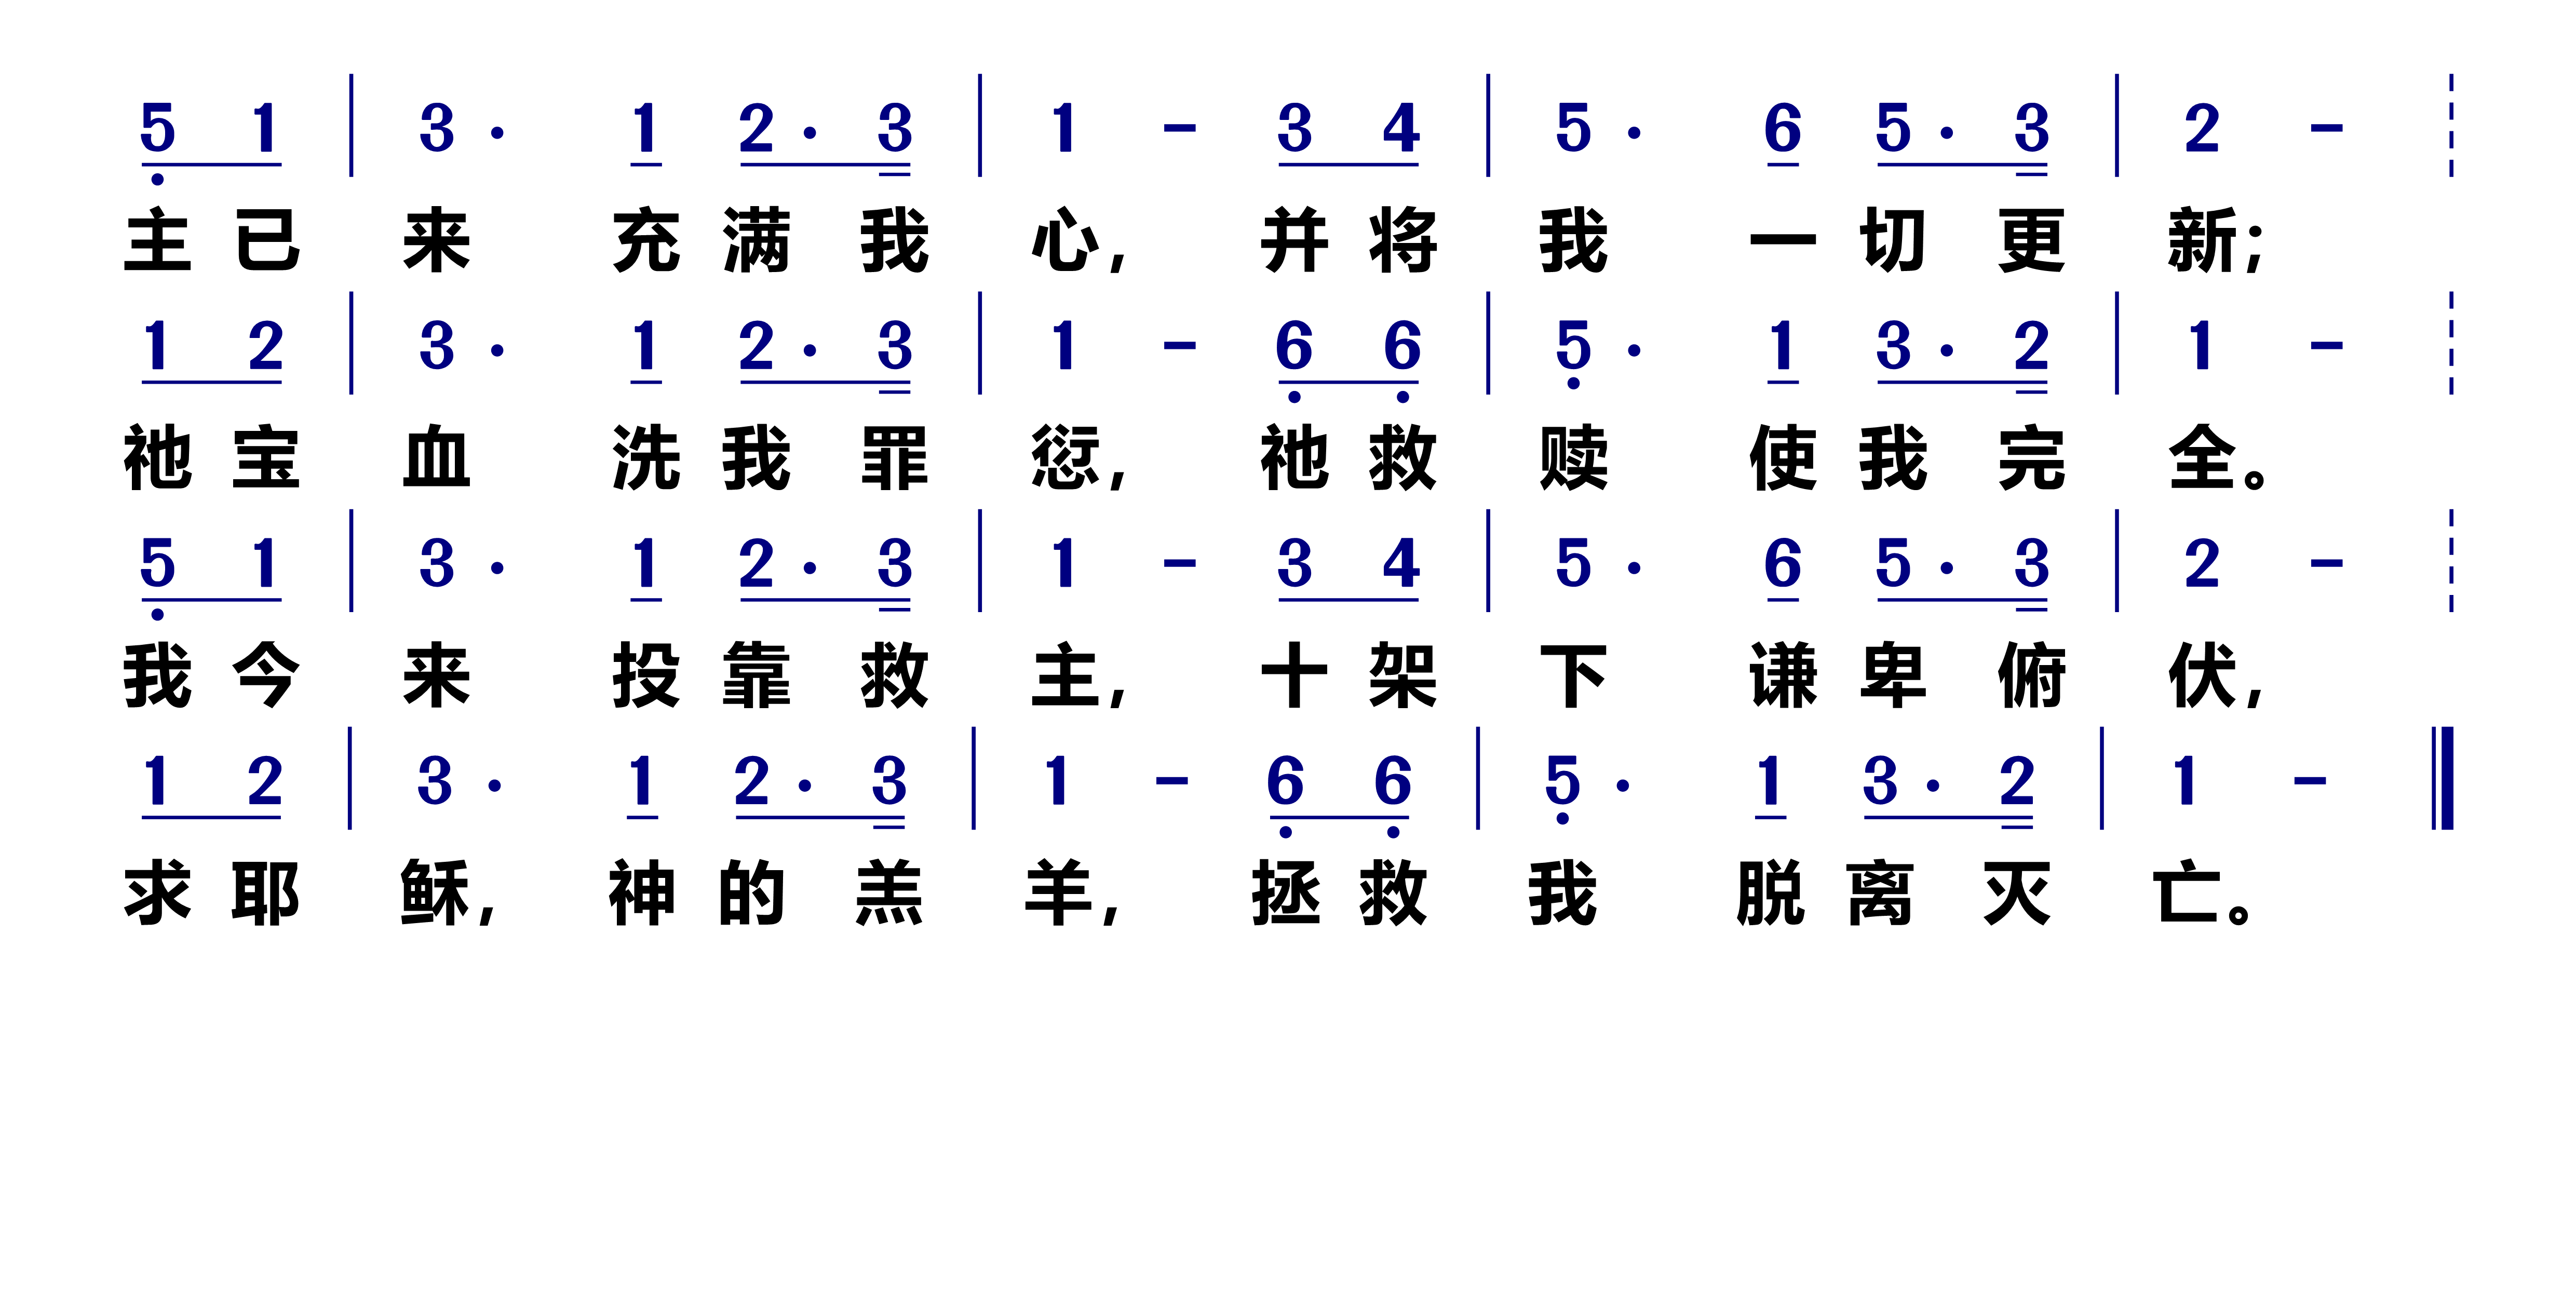 5 1 | 3 · 1 2 · 3 | 1 - 3 4 | 5 · 6 5 · 3 | 2 -
主已来充满我心，并将我一切更新；
1 2 | 3 · 1 2 · 3 | 1 - 6 6 | 5 · 1 3 · 2 | 1 -
祂宝血洗我罪愆，祂救赎使我完全。
5 1 | 3 · 1 2 · 3 | 1 - 3 4 | 5 · 6 5 · 3 | 2 -
我今来投靠救主，十架下谦卑俯伏，
1 2 | 3 · 1 2 · 3 | 1 - 6 6 | 5 · 1 3 · 2 | 1 -
求耶稣，神的羔羊，拯救我脱离灭亡。